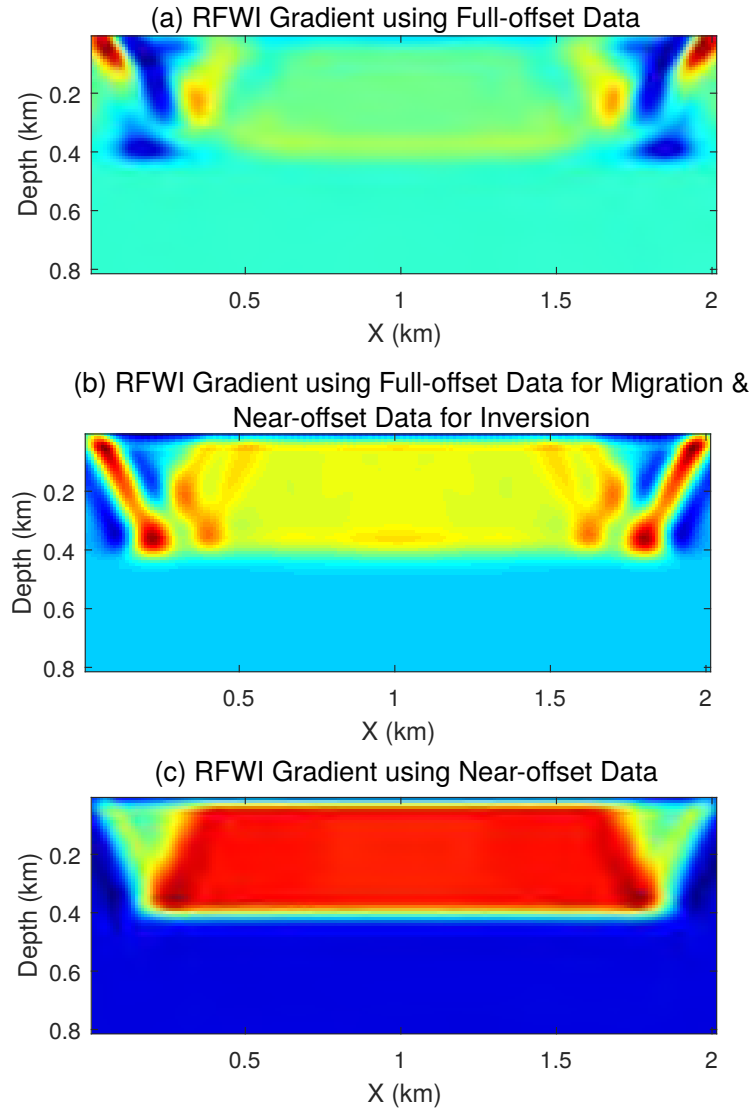 (a) RFWI Gradient using Full-offset Data
0.2
0.4
0.6
0.8
Depth (km)
0.5
1
1.5
2
X (km)
(b) RFWI Gradient using Full-offset Data for Migration &
Near-offset Data for Inversion
0.2
0.4
0.6
0.8
Depth (km)
0.5
1
1.5
2
X (km)
(c) RFWI Gradient using Near-offset Data
0.2
0.4
0.6
0.8
Depth (km)
0.5
1
1.5
2
X (km)